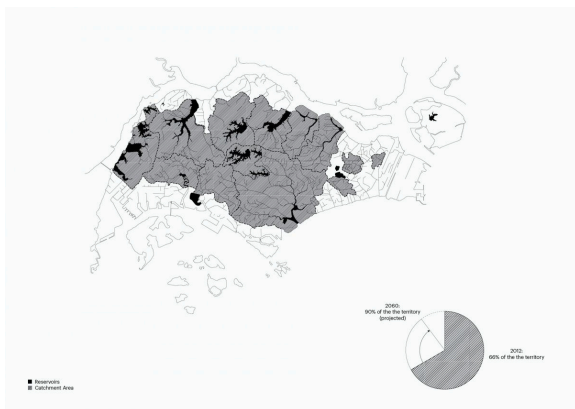 2060:
90% of the the territory
(projected)
2012:
66% of the the territory
Reservoirs
Catchment Area